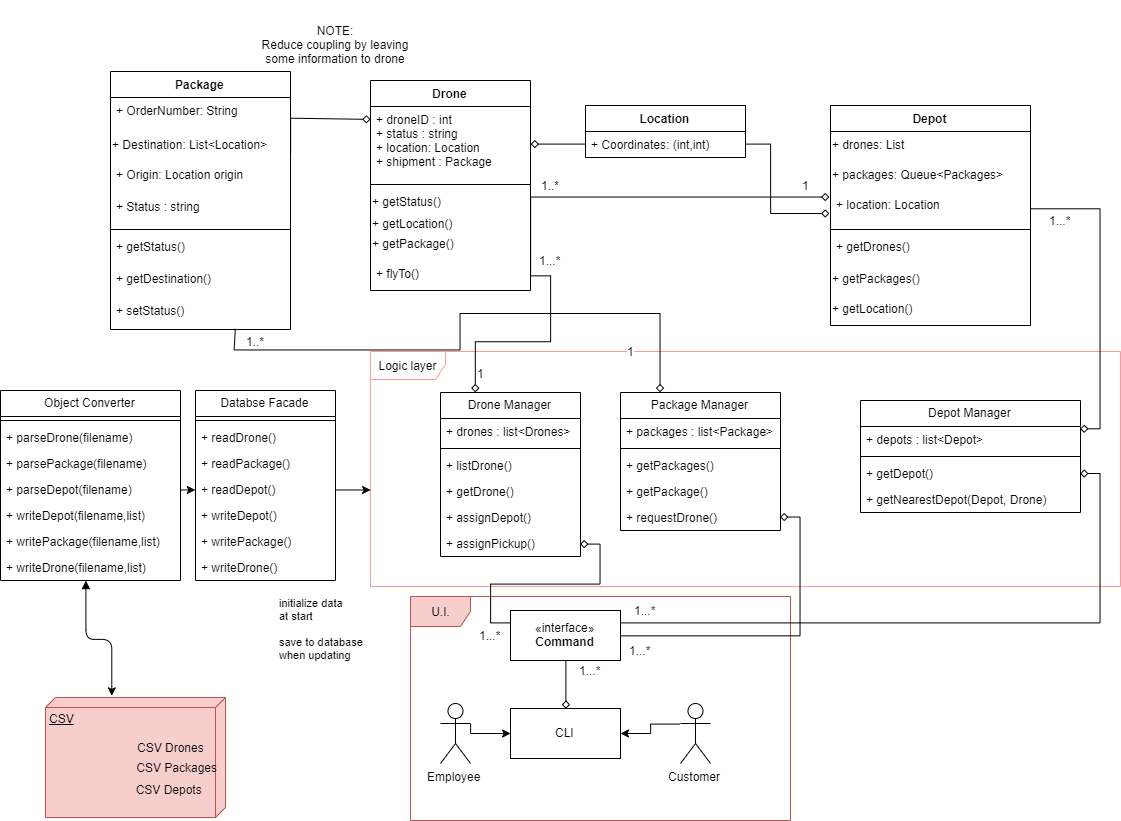 NOTE:
Reduce coupling by leaving
some information to drone
Package
+ OrderNumber: String
+ Destination: List<Location>
+ Origin: Location origin
+ Status : string
+ getStatus()
+ getDestination()
+ setStatus()
1..*
Drone
+ droneID : int
+ status : string
+ location: Location
+ shipment : Package
+ getStatus()
+ getLocation()
+ getPackage()
+ flyTo()
1..*
1
1...*
Location
+ Coordinates: (int,int)
Depot
+ drones: List
+ packages: Queue<Packages>
+ location: Location
+ getDrones()
+ getPackages()
+ getLocation()
1...*
Logic layer
1
1
Object Converter
+ parseDrone(filename)
+ parsePackage(filename)
+ parseDepot(filename)
+ writeDepot(filename,list)
+ writePackage(filename,list)
+ writeDrone(filename,list)
Databse Facade
+ readDrone()
+ readPackage()
+ readDepot()
+ writeDepot()
+ writePackage()
+ writeDrone()
Drone Manager
+ drones : list<Drones>
+ listDrone()
+ getDrone()
+ assignDepot()
+ assignPickup()
Package Manager
+ packages : list<Package>
+ getPackages()
+ getPackage()
+ requestDrone()
Depot Manager
+ depots : list<Depot>
+ getDepot()
+ getNearestDepot(Depot, Drone)
initialize data
at start
save to database
when updating
U.I.
1...*
«interface»
Command
1...*
1...*
1...*
CLI
Employee
Customer
CSV
CSV Drones
CSV Packages
CSV Depots